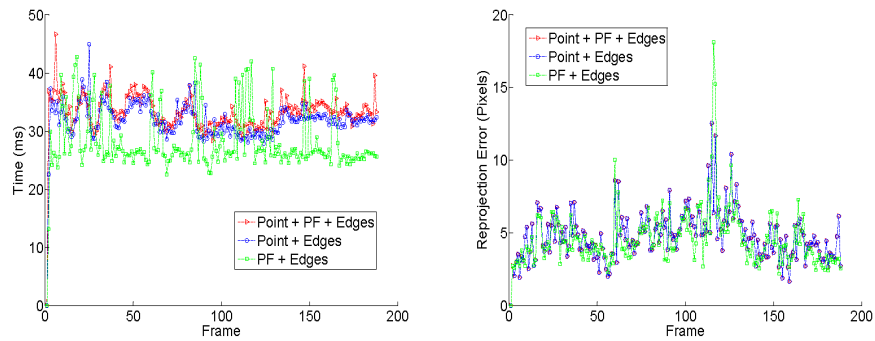 60
50
40
30
20
10
0
Time (ms)
Point + PF + Edges
Point + Edges
PF + Edges
0
50
100
150
200
Frame
20
15
10
5
0
Reprojection Error (Pixels)
Point + PF + Edges
Point + Edges
PF + Edges
0
50
100
150
200
Frame